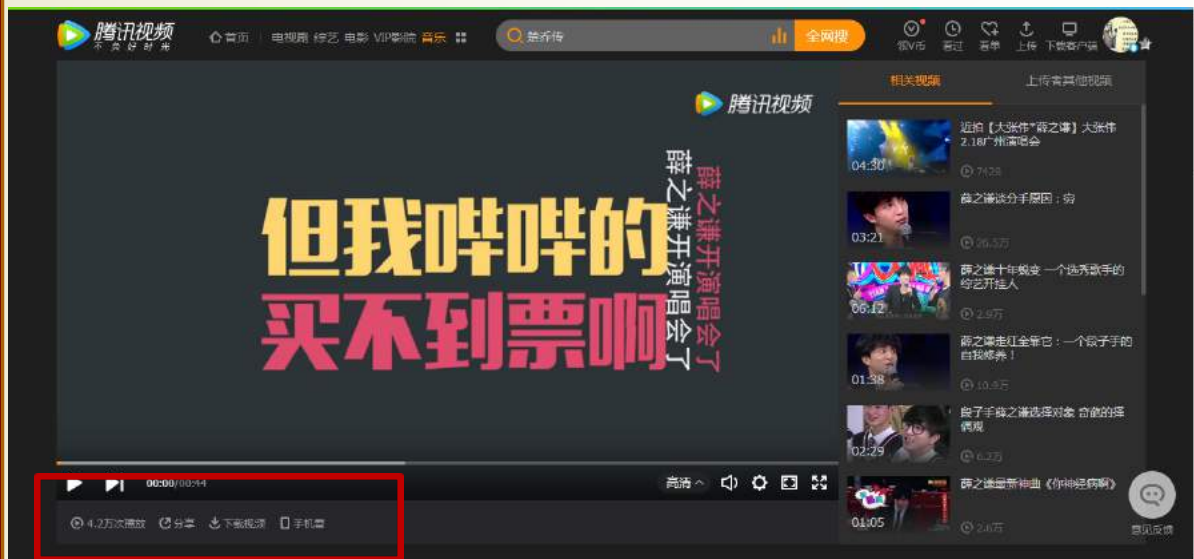 腾讯视频
不负好时光
首页 电视剧 综艺 电影 VIP影院 音乐
楚乔传
全网搜
领V币 看过 看单 上传 下载客户端
腾讯视频
薛之谦开演唱会了
薛之谦开演唱会了
但我哔哔的
买不到票啊
00:00/00:44
高清
4.2万次播放 分享 下载视频 手机看
相关视频 上传者其他视频
近拍【大张伟*薛之谦】大张伟
2.18广州演唱会
04:30
7428
薛之谦谈分手原因：穷
03:21
26.5万
薛之谦十年蜕变 一个选秀歌手的
综艺开挂人
06:12
2.9万
薛之谦走红全靠它：一个段子手的
自我修养！
01:38
10.9万
段子手薛之谦选择对象 奇葩的择
偶观
02:29
6.2万
薛之谦最新神曲《你神经病啊》
01:05
2.6万
意见反馈